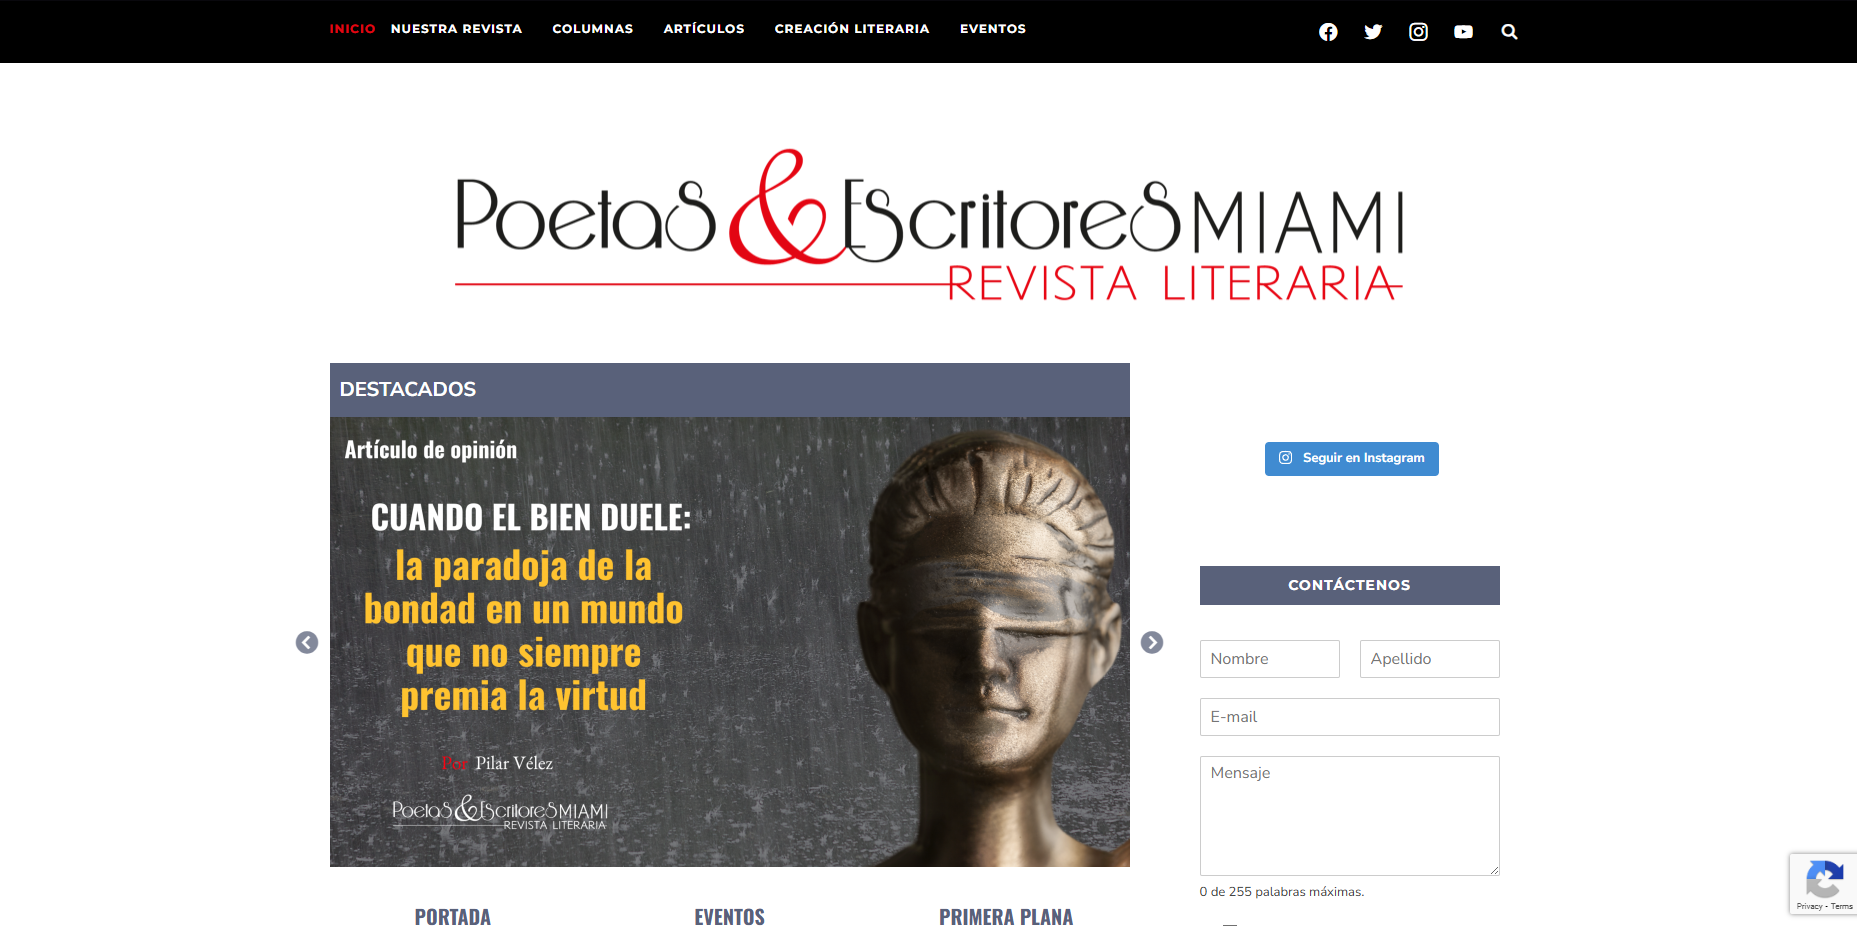 INICIO NUESTRA REVISTA COLUMNAS ARTÍCULOS CREACIÓN LITERARIA EVENTOS
PoetaS & EScritoreS MIAMI
REVISTA LITERARIA
DESTACADOS
Artículo de opinión
CUANDO EL BIEN DUELE:
la paradoja de la
bondad en un mundo
que no siempre
premia la virtud
Por Pilar Vélez
PoetaS & EScritoreS MIAMI
REVISTA LITERARIA
Seguir en Instagram
CONTÁCTENOS
Nombre Apellido
E-mail
Mensaje
0 de 255 palabras máximas.
PORTADA EVENTOS PRIMERA PLANA
Privacy - Terms